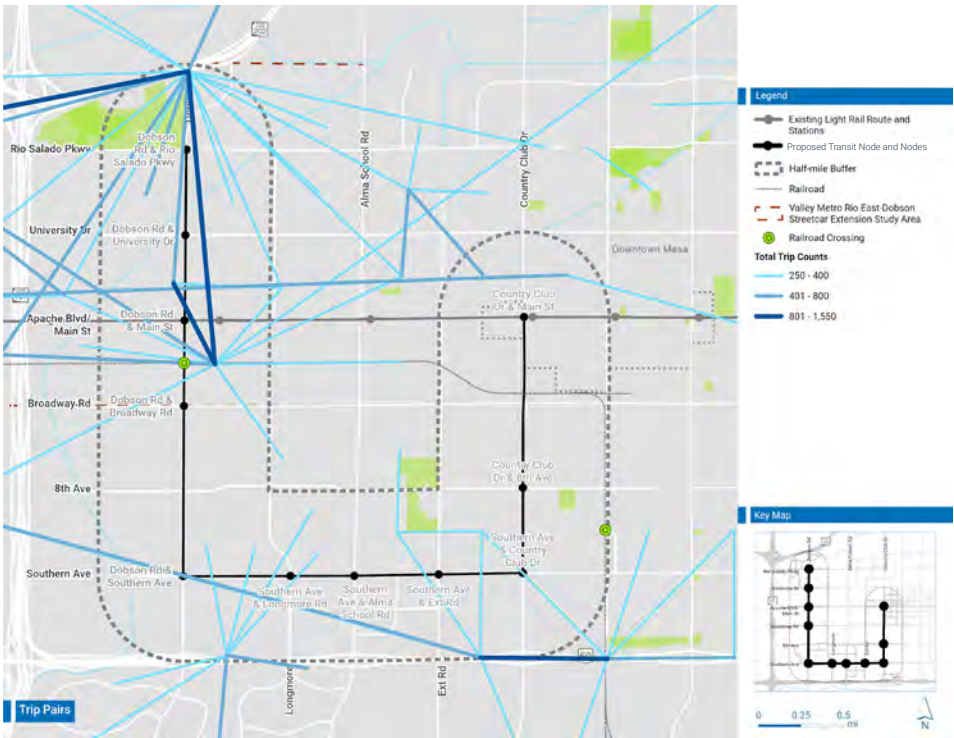 202
Rio Salado Pkwy
Dobson
Rd & Rio
Salado Pkwy
Alma School Rd
Country Club Dr
University Dr
Dobson Rd &
University Dr
Downtown Mesa
Apache Blvd/
Main St
Dobson Rd
& Main St
Country Club
Dr & Main St
Broadway Rd
Dobson Rd &
Broadway Rd
8th Ave
Country Club
Dr & 8th Ave
Southern Ave
& Country
Club Dr
Southern Ave
Dobson Rd &
Southern Ave
Southern Ave
& Longmore Rd
Southern
Ave & Alma
School Rd
Southern Ave
& Ext Rd
60
Longmore
Ext Rd
Trip Pairs
Legend
Existing Light Rail Route and
Stations
Proposed Transit Node and Nodes
Half-mile Buffer
Railroad
Valley Metro Rio East-Dobson
Streetcar Extension Study Area
Railroad Crossing
Total Trip Counts
250 - 400
401 - 800
801 - 1,550
Key Map
0 0.25 0.5
mi
N